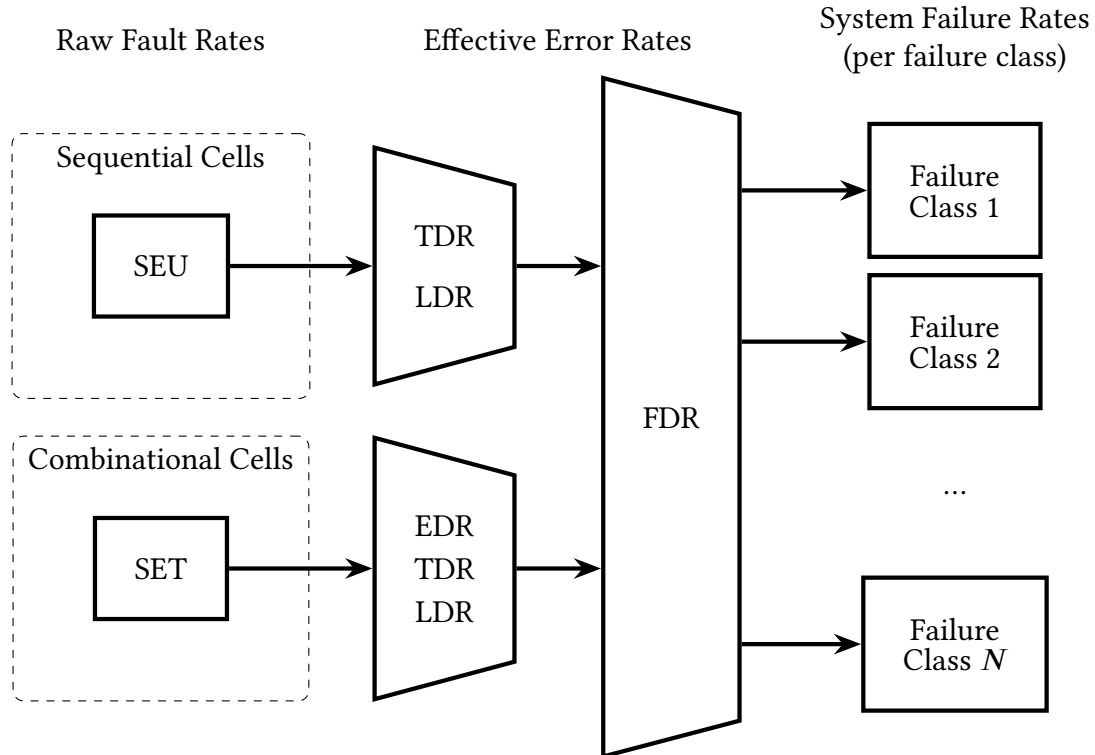 Raw Fault Rates
Effective Error Rates
System Failure Rates
(per failure class)
Sequential Cells
SEU
TDR
LDR
Combinational Cells
SET
EDR
TDR
LDR
FDR
Failure
Class 1
Failure
Class 2
...
Failure
Class N